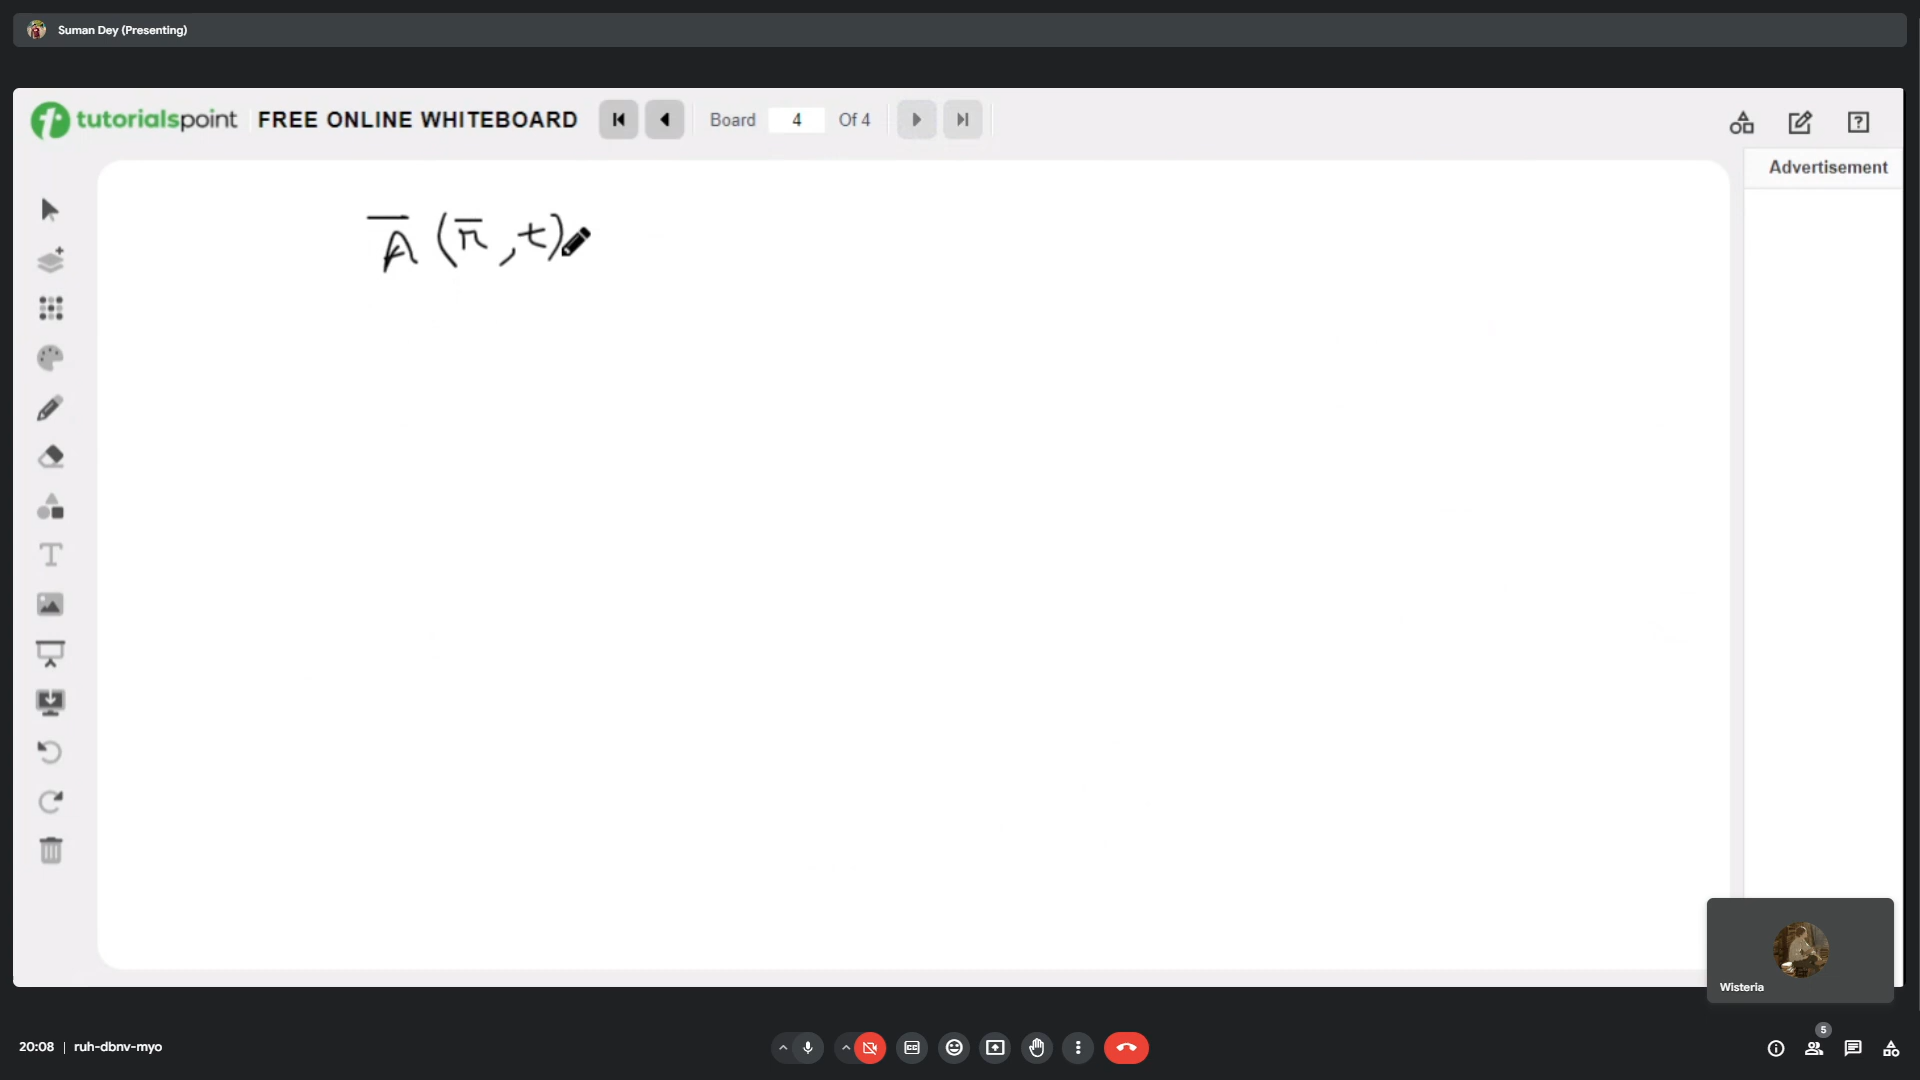 Suman Dey (Presenting)
tutorialspoint FREE ONLINE WHITEBOARD Board 4 Of 4
Advertisement
A̅ (r̅, t)
Wisteria
20:08 | ruh-dbnv-myo
5